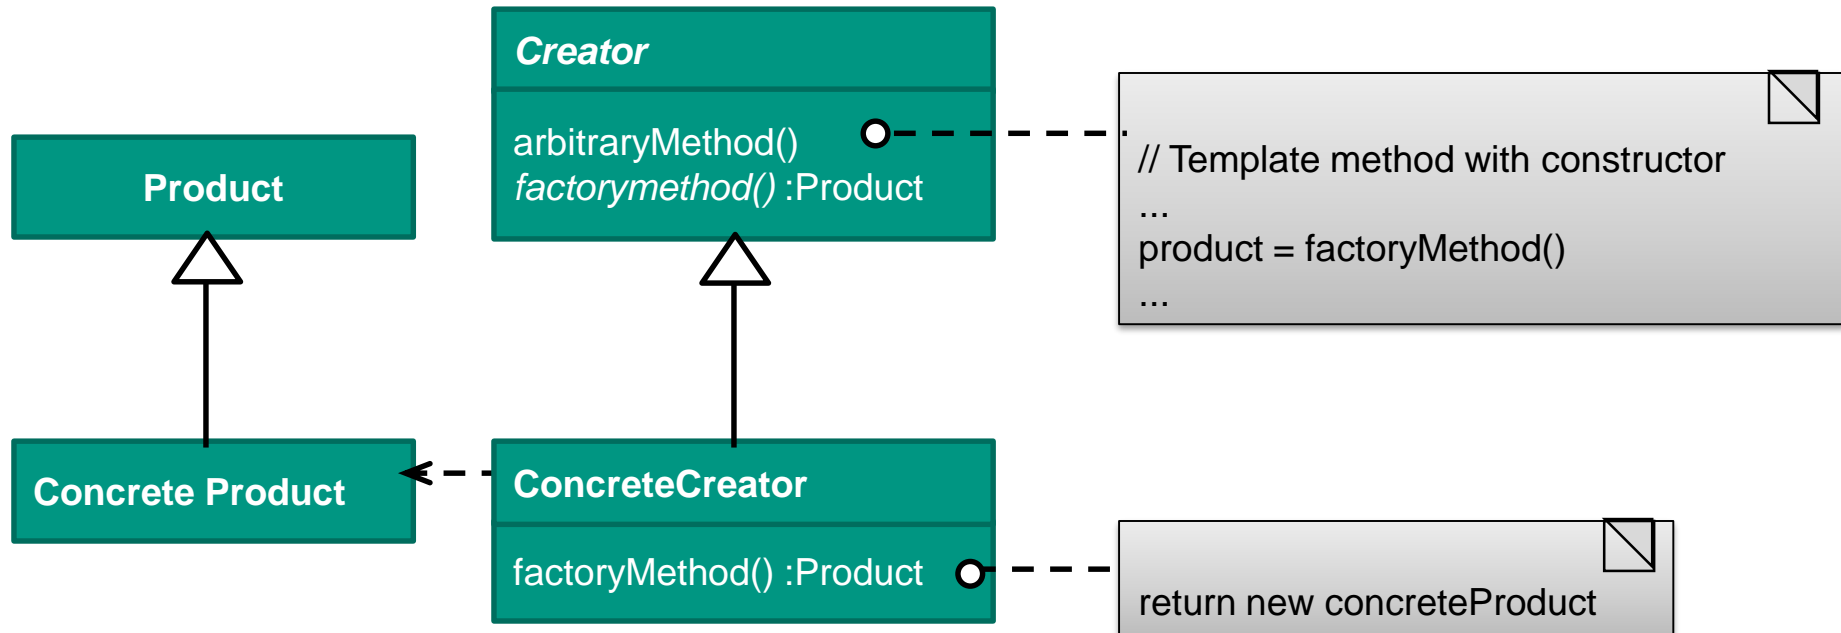 Creator
arbitraryMethod()
factorymethod() :Product
// Template method with constructor
...
product = factoryMethod()
...
Product
Concrete Product
ConcreteCreator
factoryMethod() :Product
return new concreteProduct